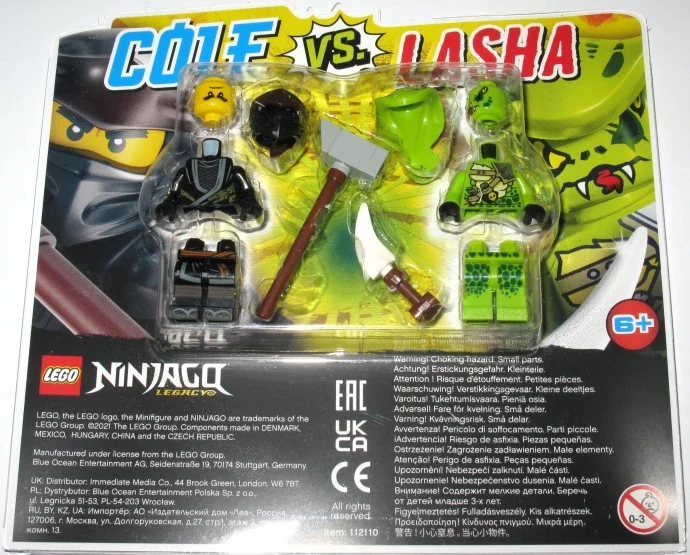 COLE VS. LASHA
6+
LEGO NINJAGO
LEGACY
LEGO, the LEGO logo, the Minifigure and NINJAGO are trademarks of the
LEGO Group. ©2021 The LEGO Group. Components made in DENMARK,
MEXICO, HUNGARY, CHINA and the CZECH REPUBLIC.
Manufactured under license from the LEGO Group.
Blue Ocean Entertainment AG, Seidenstraße 19, 70174 Stuttgart, Germany
UK: Distributor: Immediate Media Co., 44 Brook Green, London, W6 7BT.
PL: Dystrybutor: Blue Ocean Entertainment Polska Sp. z o.o.,
ul. Legnicka 51-53, PL-54-203 Wrocław.
RU, BY, KZ, UA: Импортёр: АО «Издательский дом «Лев», Россия,
127006, г. Москва, ул. Долгоруковская, д.27, стр.1, этаж 3,
комн. 13.
EAC
UK
CA
CE
All rights
reserved.
Item: 112110
Warning! Choking hazard. Small parts.
Achtung! Erstickungsgefahr. Kleinteile.
Attention ! Risque d'étouffement. Petites pièces.
Waarschuwing! Verstikkingsgevaar. Kleine deeltjes.
Varoitus! Tukehtumisvaara. Pieniä osia.
Advarsel! Fare for kvelning. Små deler.
Varning! Kvävningsrisk. Små delar.
Avvertenza! Pericolo di soffocamento. Parti piccole.
¡Advertencia! Riesgo de asfixia. Piezas pequeñas.
Ostrzeżenie! Zagrożenie zadławieniem. Małe elementy.
Atenção! Perigo de asfixia. Peças pequenas.
Upozornění! Nebezpečí zalknutí. Malé části.
Upozornenie! Nebezpečenstvo dusenia. Malé časti.
Внимание! Содержит мелкие детали. Беречь
от детей младше 3-х лет.
Figyelmeztetés! Fulladásveszély. Kis alkatrészek.
Προειδοποίηση! Κίνδυνος πνιγμού. Μικρά μέρη.
警告！小心窒息！当心小物件。
0-3